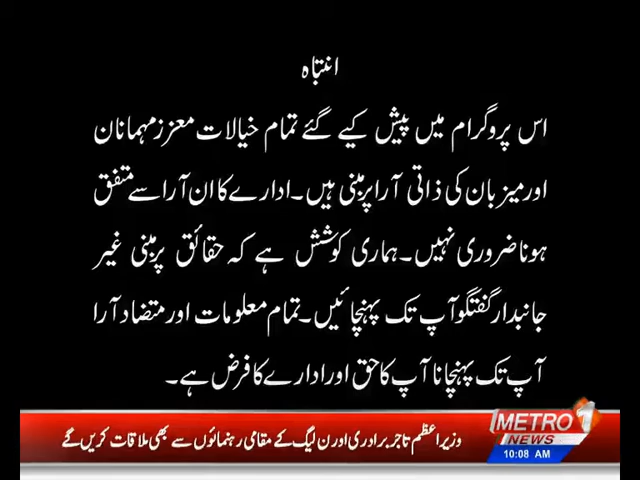 انتباہ
اس پروگرام میں پیش کیے گئے تمام خیالات معزز مہمانان
اور میزبان کی ذاتی آرا پر مبنی ہیں۔ ادارے کا ان آرا سے متفق
ہونا ضروری نہیں۔ ہماری کوشش ہے کہ حقائق پر مبنی غیر
جانبدار گفتگو آپ تک پہنچائیں۔ تمام معلومات اور متضاد آرا
آپ تک پہنچانا آپ کا حق اور ادارے کا فرض ہے۔
METRO 1
NEWS
وزیراعظم تاجر برادری اور ن لیگ کے مقامی رہنمائوں سے بھی ملاقات کریں گے
10:08 AM